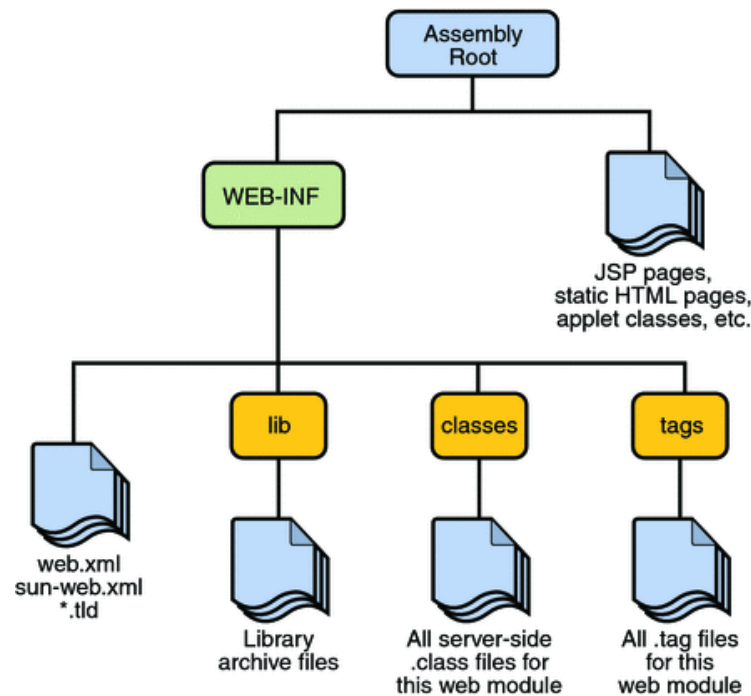 Assembly
Root
WEB-INF
JSP pages,
static HTML pages,
applet classes, etc.
lib
classes
tags
web.xml
sun-web.xml
*.tld
Library
archive files
All server-side
.class files for
this web module
All .tag files
for this
web module